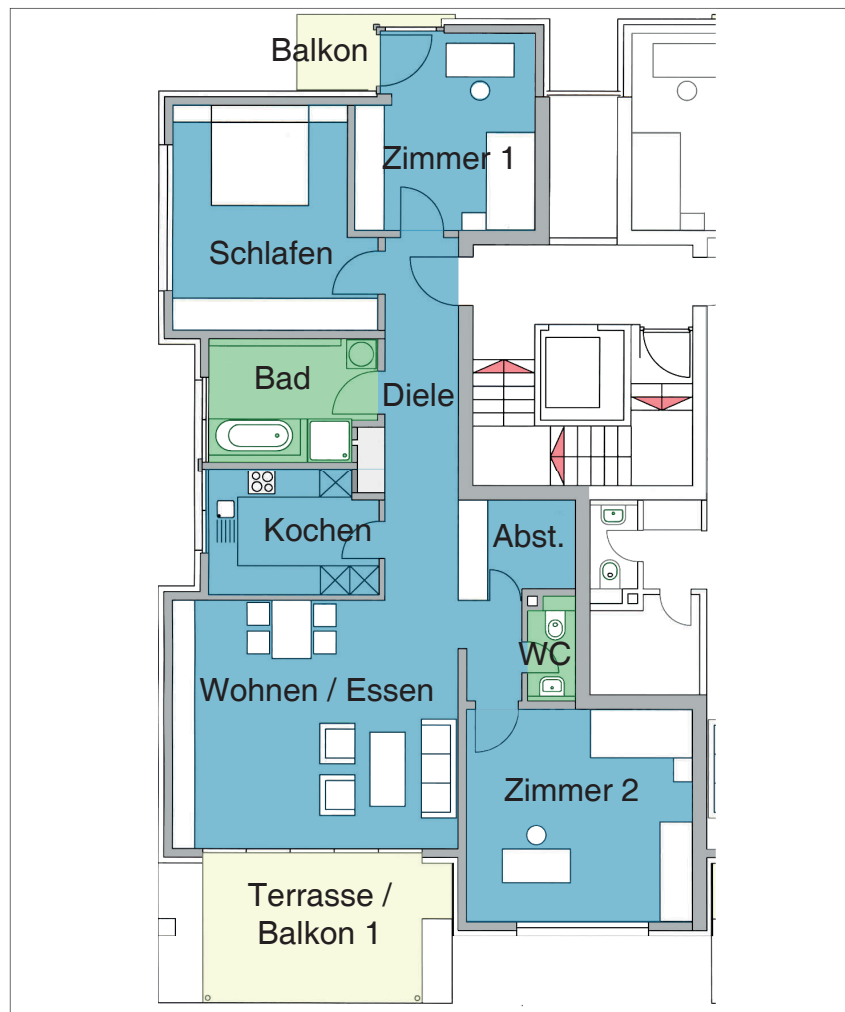 Balkon
Zimmer 1
Schlafen
Bad
Diele
Kochen
Abst.
WC
Wohnen / Essen
Zimmer 2
Terrasse /
Balkon 1